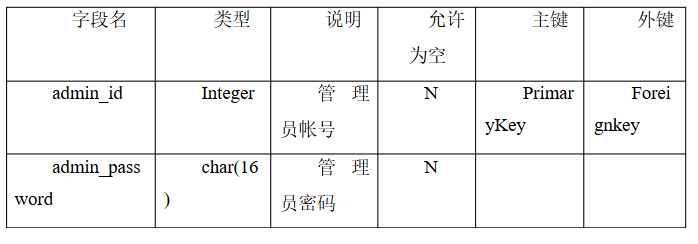 字段名 类型 说明 允许 主键 外键
为空
admin_id Integer 管理 N Primar Forei
员帐号 yKey gnkey
admin_pass char(16 管理 N
word ) 员密码